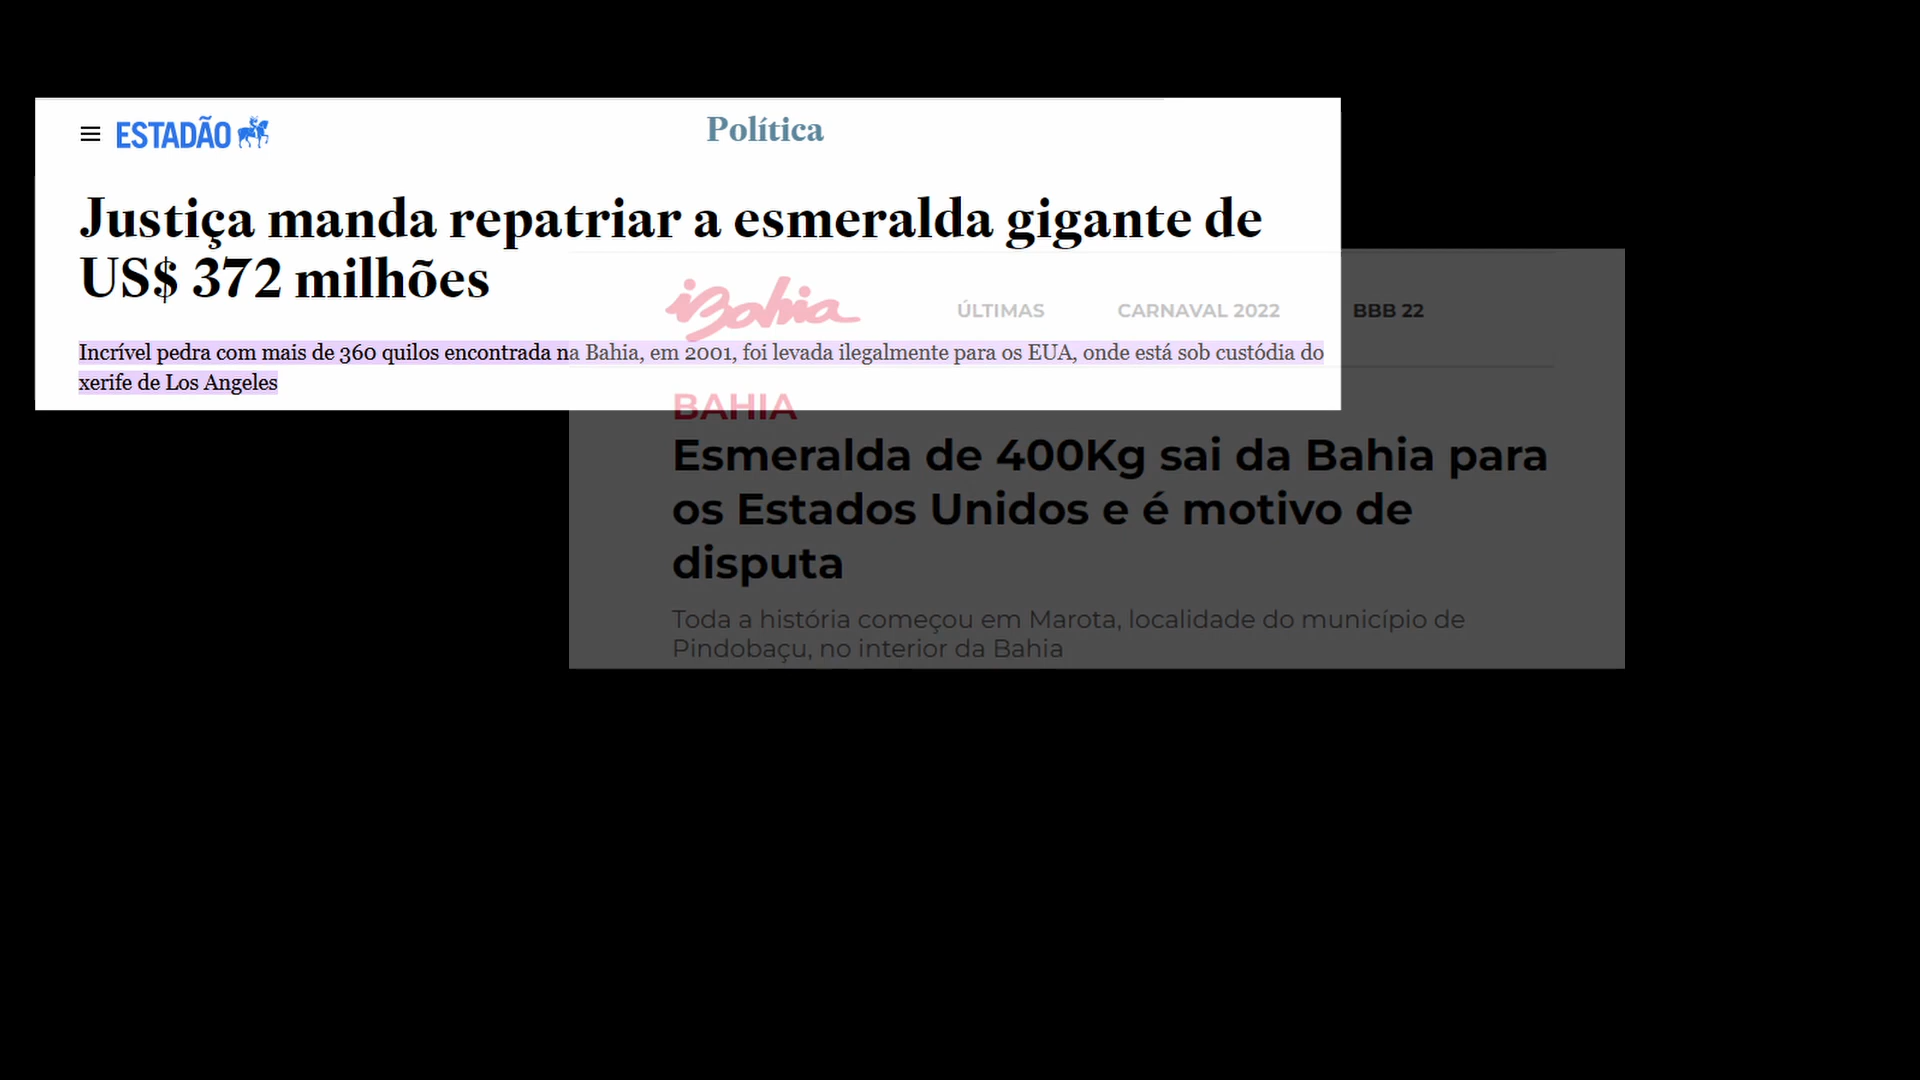 ESTADÃO
Política
Justiça manda repatriar a esmeralda gigante de
US$ 372 milhões
Incrível pedra com mais de 360 quilos encontrada na Bahia, em 2001, foi levada ilegalmente para os EUA, onde está sob custódia do
xerife de Los Angeles
iBahia
ÚLTIMAS CARNAVAL 2022 BBB 22
BAHIA
Esmeralda de 400Kg sai da Bahia para
os Estados Unidos e é motivo de
disputa
Toda a história começou em Marota, localidade do município de
Pindobaçu, no interior da Bahia